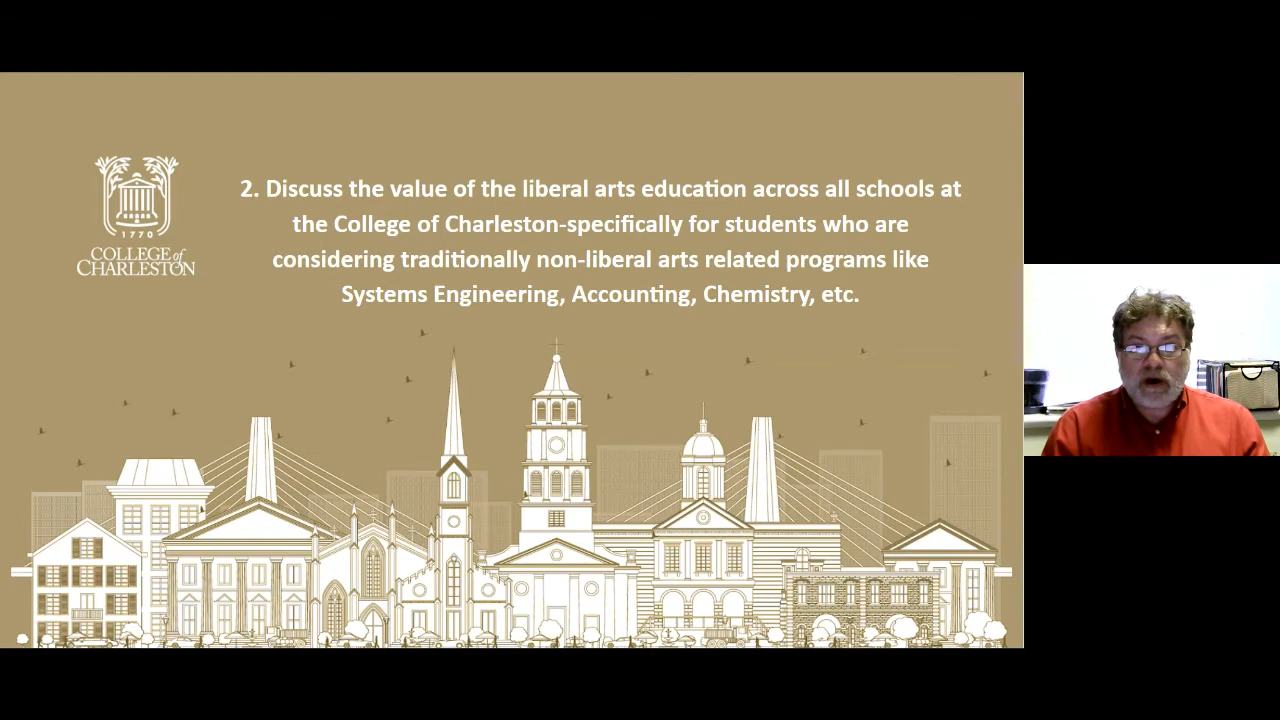 1770
COLLEGE of
CHARLESTON
2. Discuss the value of the liberal arts education across all schools at
the College of Charleston-specifically for students who are
considering traditionally non-liberal arts related programs like
Systems Engineering, Accounting, Chemistry, etc.